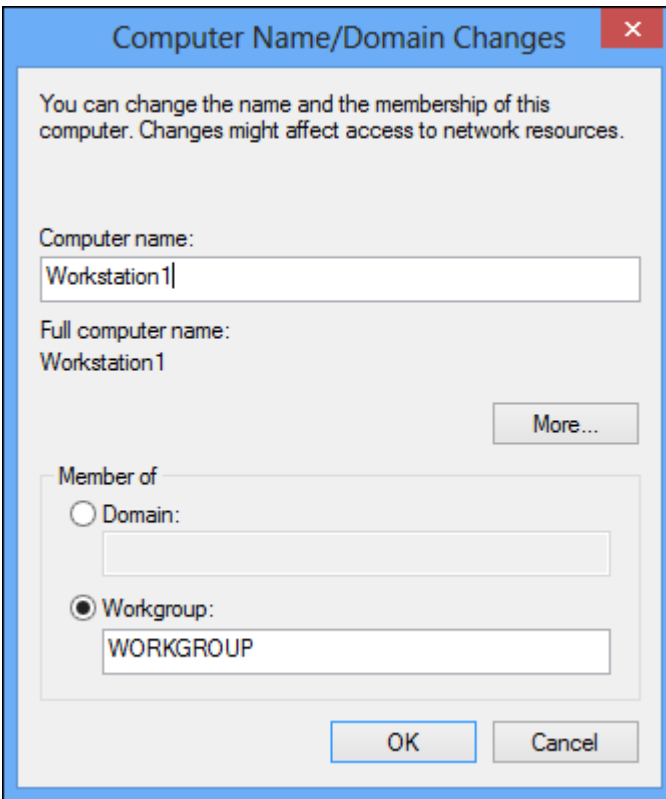 Computer Name/Domain Changes
You can change the name and the membership of this
computer. Changes might affect access to network resources.
Computer name:
Workstation1
Full computer name:
Workstation1
More...
Member of
Domain:
Workgroup:
WORKGROUP
OK Cancel